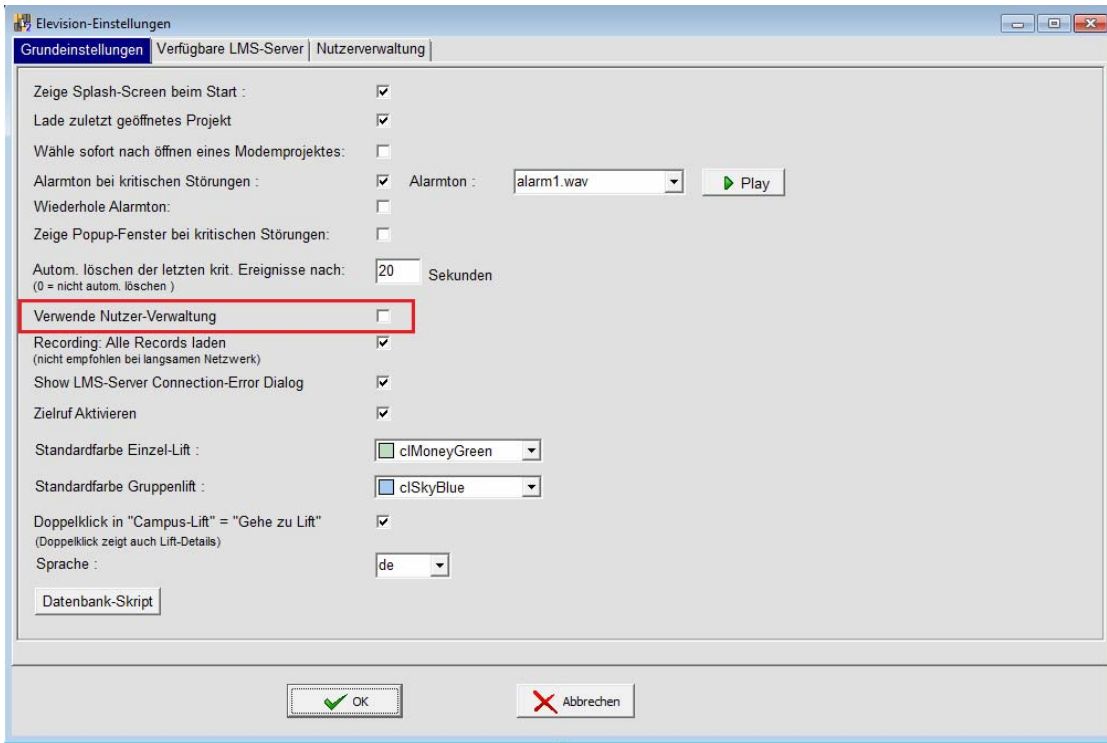 Elevision-Einstellungen
Grundeinstellungen Verfügbare LMS-Server Nutzerverwaltung
Zeige Splash-Screen beim Start :
Lade zuletzt geöffnetes Projekt
Wähle sofort nach öffnen eines Modemprojektes:
Alarmton bei kritischen Störungen : Alarmton : alarm1.wav Play
Wiederhole Alarmton:
Zeige Popup-Fenster bei kritischen Störungen:
Autom. löschen der letzten krit. Ereignisse nach: 20 Sekunden
(0 = nicht autom. löschen )
Verwende Nutzer-Verwaltung
Recording: Alle Records laden
(nicht empfohlen bei langsamen Netzwerk)
Show LMS-Server Connection-Error Dialog
Zielruf Aktivieren
Standardfarbe Einzel-Lift : clMoneyGreen
Standardfarbe Gruppenlift : clSkyBlue
Doppelklick in "Campus-Lift" = "Gehe zu Lift"
(Doppelklick zeigt auch Lift-Details)
Sprache : de
Datenbank-Skript
OK Abbrechen